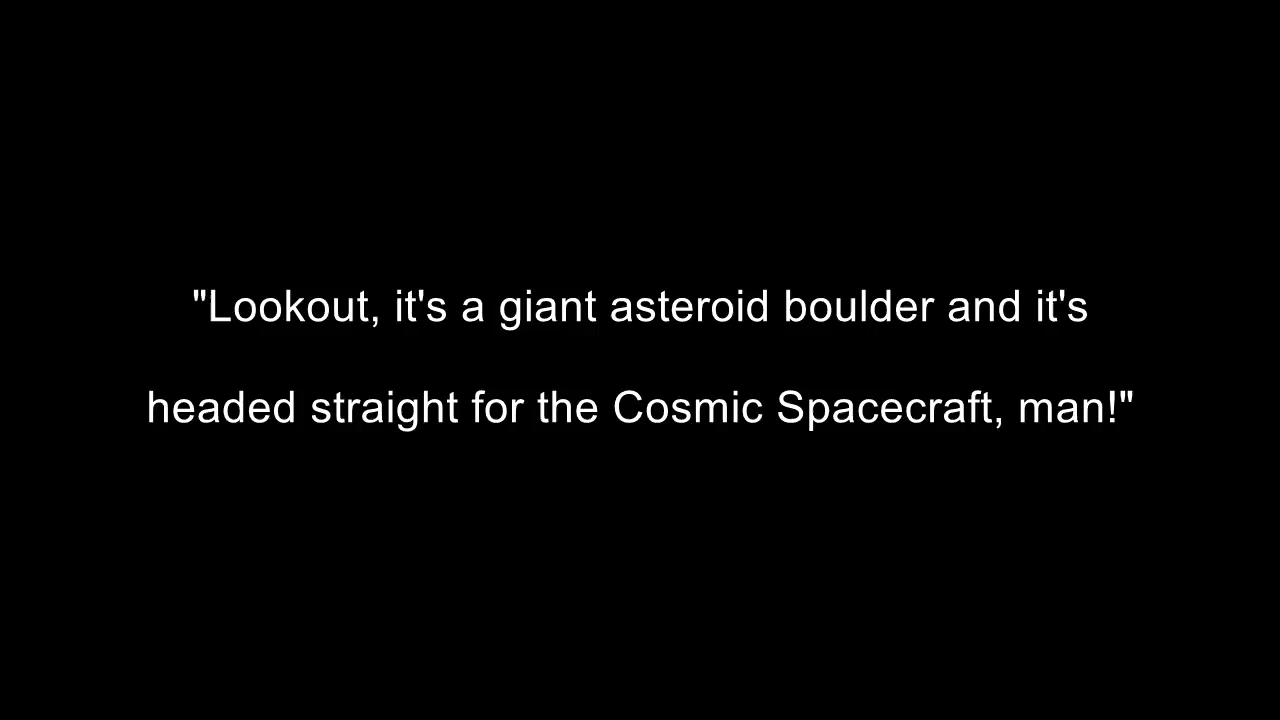 "Lookout, it's a giant asteroid boulder and it's
headed straight for the Cosmic Spacecraft, man!"